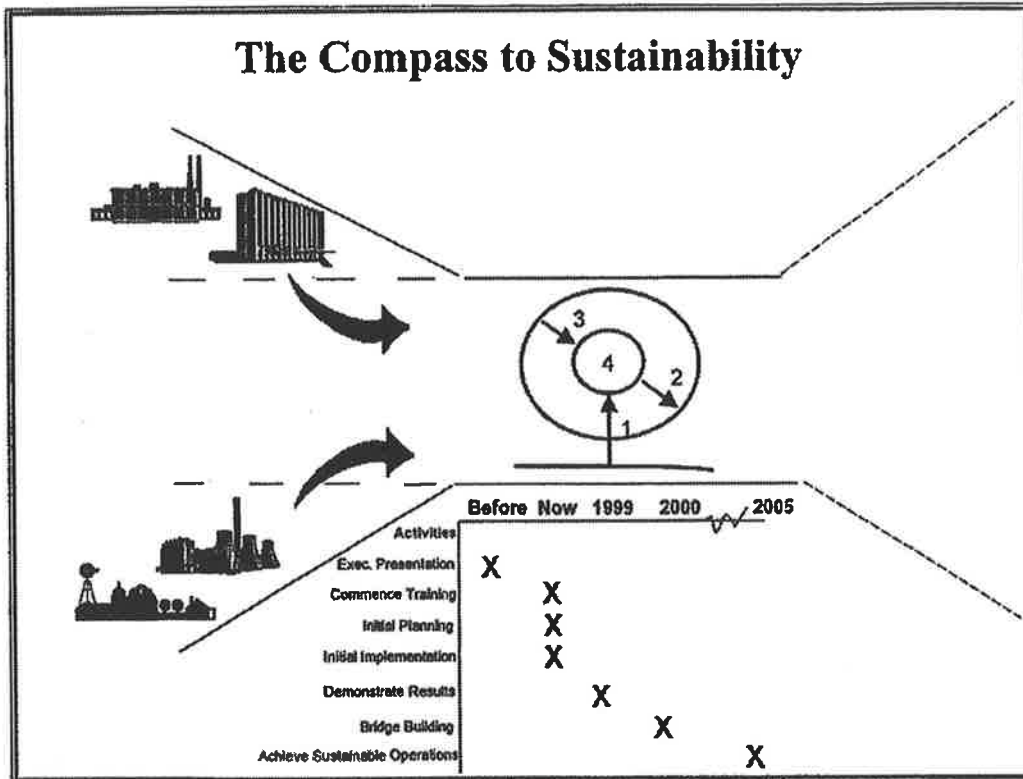 The Compass to Sustainability
3
4
2
1
Before Now 1999 2000 2005
Activities
Exec. Presentation X
Commence Training X
Initial Planning X
Initial Implementation X
Demonstrate Results X
Bridge Building X
Achieve Sustainable Operations X